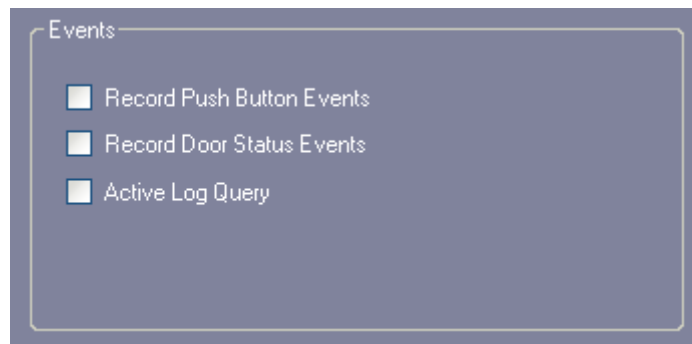 Events
Record Push Button Events
Record Door Status Events
Active Log Query